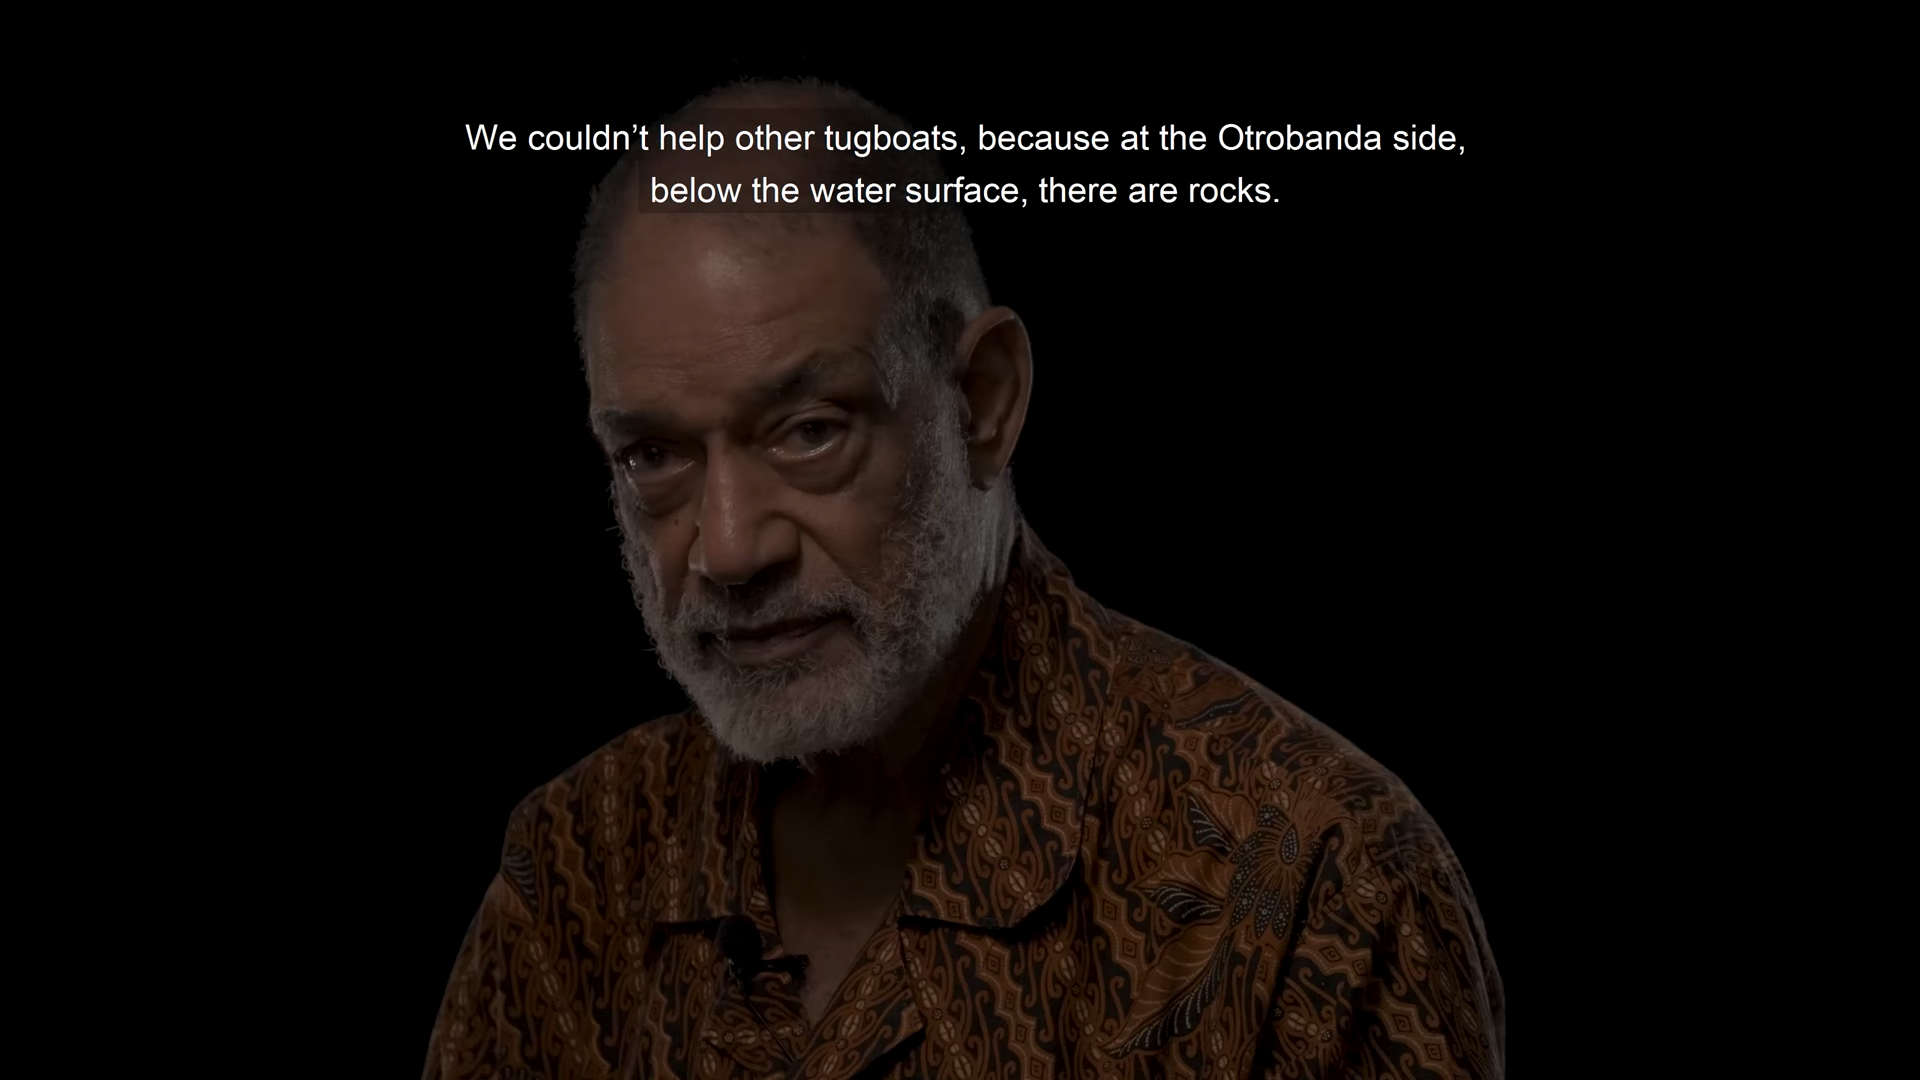 We couldn’t help other tugboats, because at the Otrobanda side,
below the water surface, there are rocks.